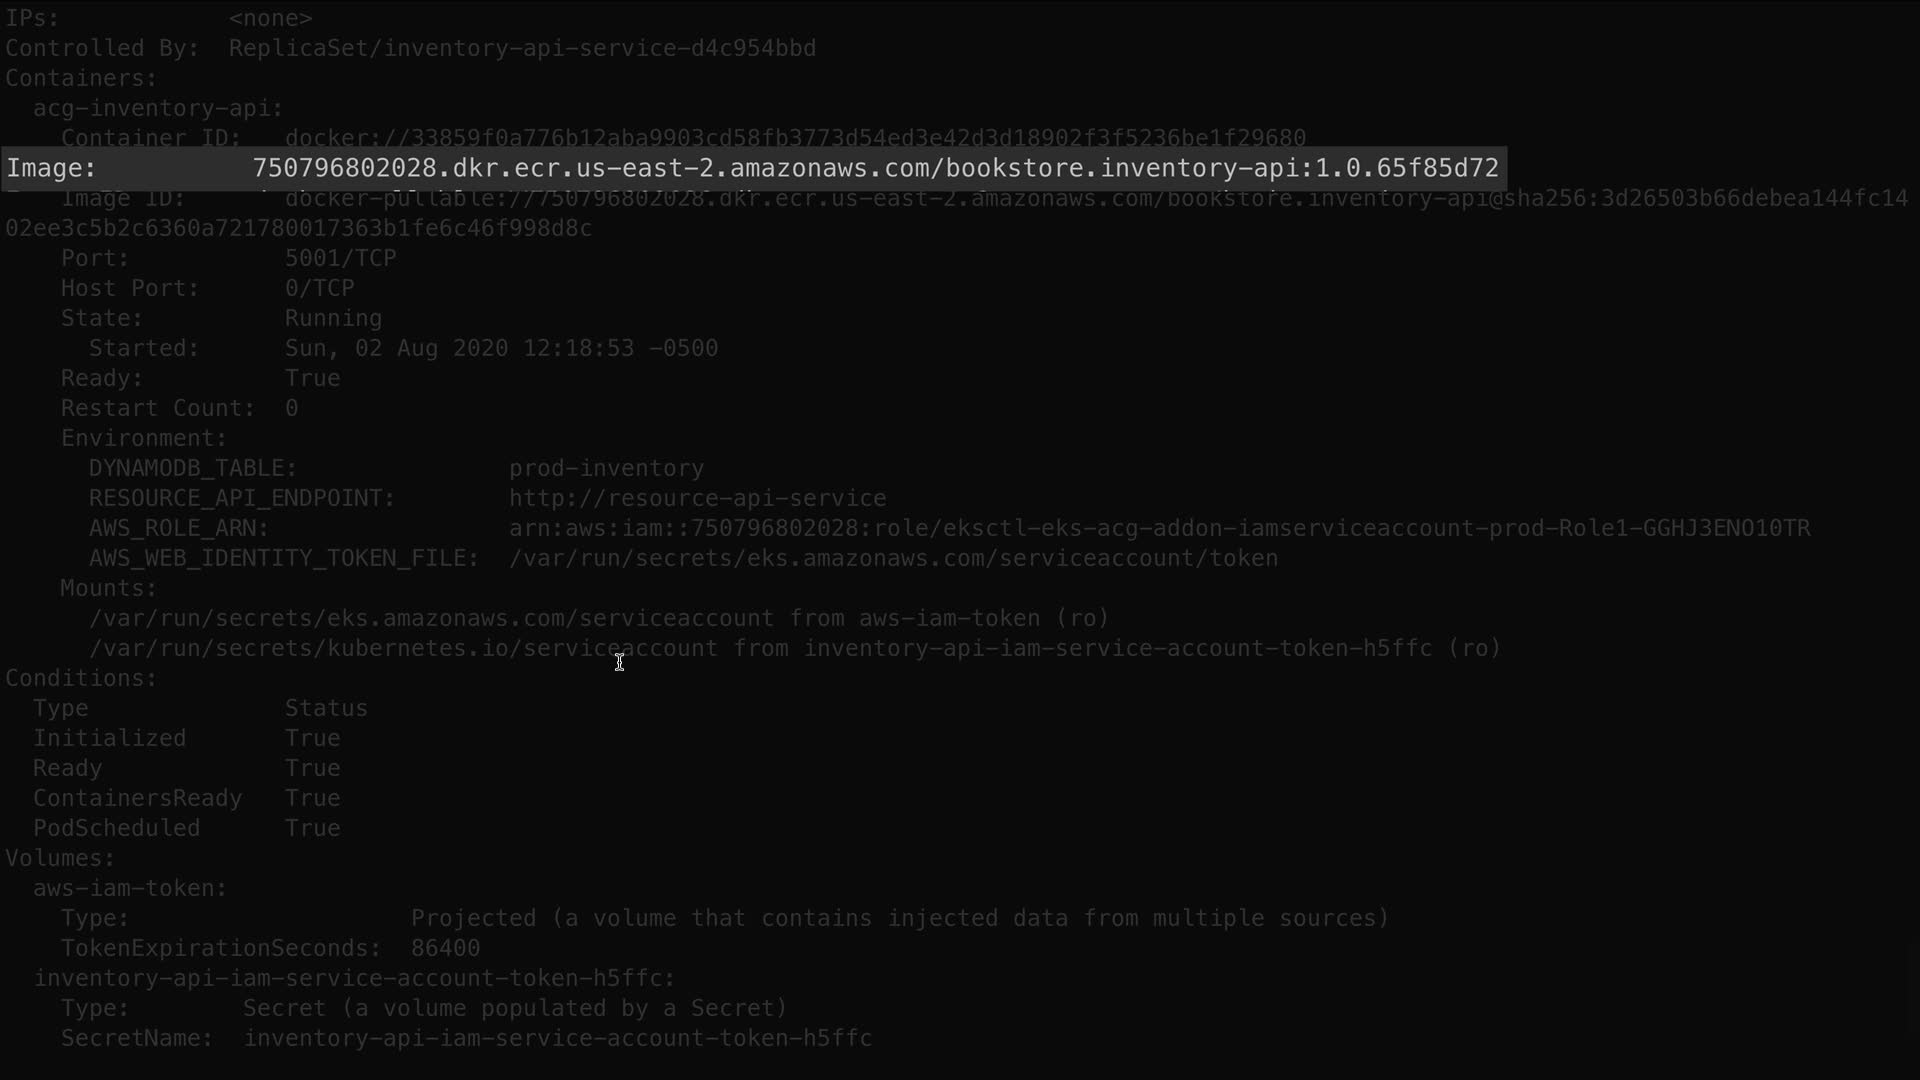 IPs:            <none>
Controlled By:  ReplicaSet/inventory-api-service-d4c954bbd
Containers:
  acg-inventory-api:
    Container ID:   docker://33859f0a776b12aba9903cd58fb3773d54ed3e42d3d18902f3f5236be1f29680
Image:          750796802028.dkr.ecr.us-east-2.amazonaws.com/bookstore.inventory-api:1.0.65f85d72
    Image ID:       docker-pullable://750796802028.dkr.ecr.us-east-2.amazonaws.com/bookstore.inventory-api@sha256:3d26503b66debea144fc14
02ee3c5b2c6360a721780017363b1fe6c46f998d8c
    Port:           5001/TCP
    Host Port:      0/TCP
    State:          Running
      Started:      Sun, 02 Aug 2020 12:18:53 -0500
    Ready:          True
    Restart Count:  0
    Environment:
      DYNAMODB_TABLE:               prod-inventory
      RESOURCE_API_ENDPOINT:        http://resource-api-service
      AWS_ROLE_ARN:                 arn:aws:iam::750796802028:role/eksctl-eks-acg-addon-iamserviceaccount-prod-Role1-GGHJ3ENO10TR
      AWS_WEB_IDENTITY_TOKEN_FILE:  /var/run/secrets/eks.amazonaws.com/serviceaccount/token
    Mounts:
      /var/run/secrets/eks.amazonaws.com/serviceaccount from aws-iam-token (ro)
      /var/run/secrets/kubernetes.io/serviceaccount from inventory-api-iam-service-account-token-h5ffc (ro)
Conditions:
  Type              Status
  Initialized       True
  Ready             True
  ContainersReady   True
  PodScheduled      True
Volumes:
  aws-iam-token:
    Type:                    Projected (a volume that contains injected data from multiple sources)
    TokenExpirationSeconds:  86400
  inventory-api-iam-service-account-token-h5ffc:
    Type:        Secret (a volume populated by a Secret)
    SecretName:  inventory-api-iam-service-account-token-h5ffc